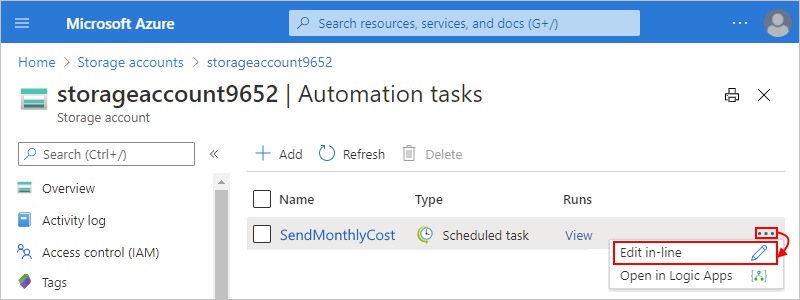 Microsoft Azure
Search resources, services, and docs (G+/)
...
Home > Storage accounts > storageaccount9652
storageaccount9652 | Automation tasks
Storage account
Search (Ctrl+/)
«
+ Add
Refresh
Delete
Overview
Activity log
Access control (IAM)
Tags
Name Type Runs
SendMonthlyCost Scheduled task View ...
Edit in-line
Open in Logic Apps